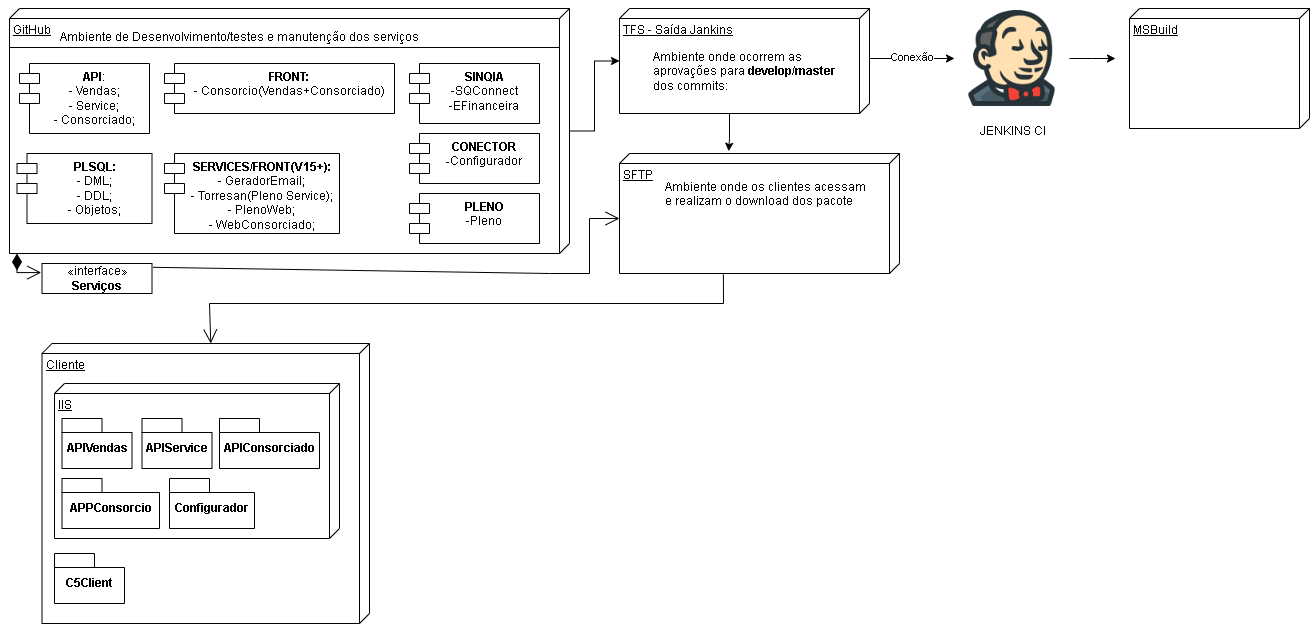 GitHub
Ambiente de Desenvolvimento/testes e manutenção dos serviços
API:
- Vendas;
- Service;
- Consorciado;
FRONT:
- Consorcio(Vendas+Consorciado)
SINQIA
-SQConnect
-EFinanceira
PLSQL:
- DML;
- DDL;
- Objetos;
SERVICES/FRONT(V15+):
- GeradorEmail;
- Torresan(Pleno Service);
- PlenoWeb;
- WebConsorciado;
CONECTOR
-Configurador
PLENO
-Pleno
«interface»
Serviços
TFS - Saída Jankins
Ambiente onde ocorrem as
aprovações para develop/master
dos commits:
Conexão
JENKINS CI
MSBuild
SFTP
Ambiente onde os clientes acessam
e realizam o download dos pacote
Cliente
IIS
APIVendas
APIService
APIConsorciado
APPConsorcio
Configurador
C5Client